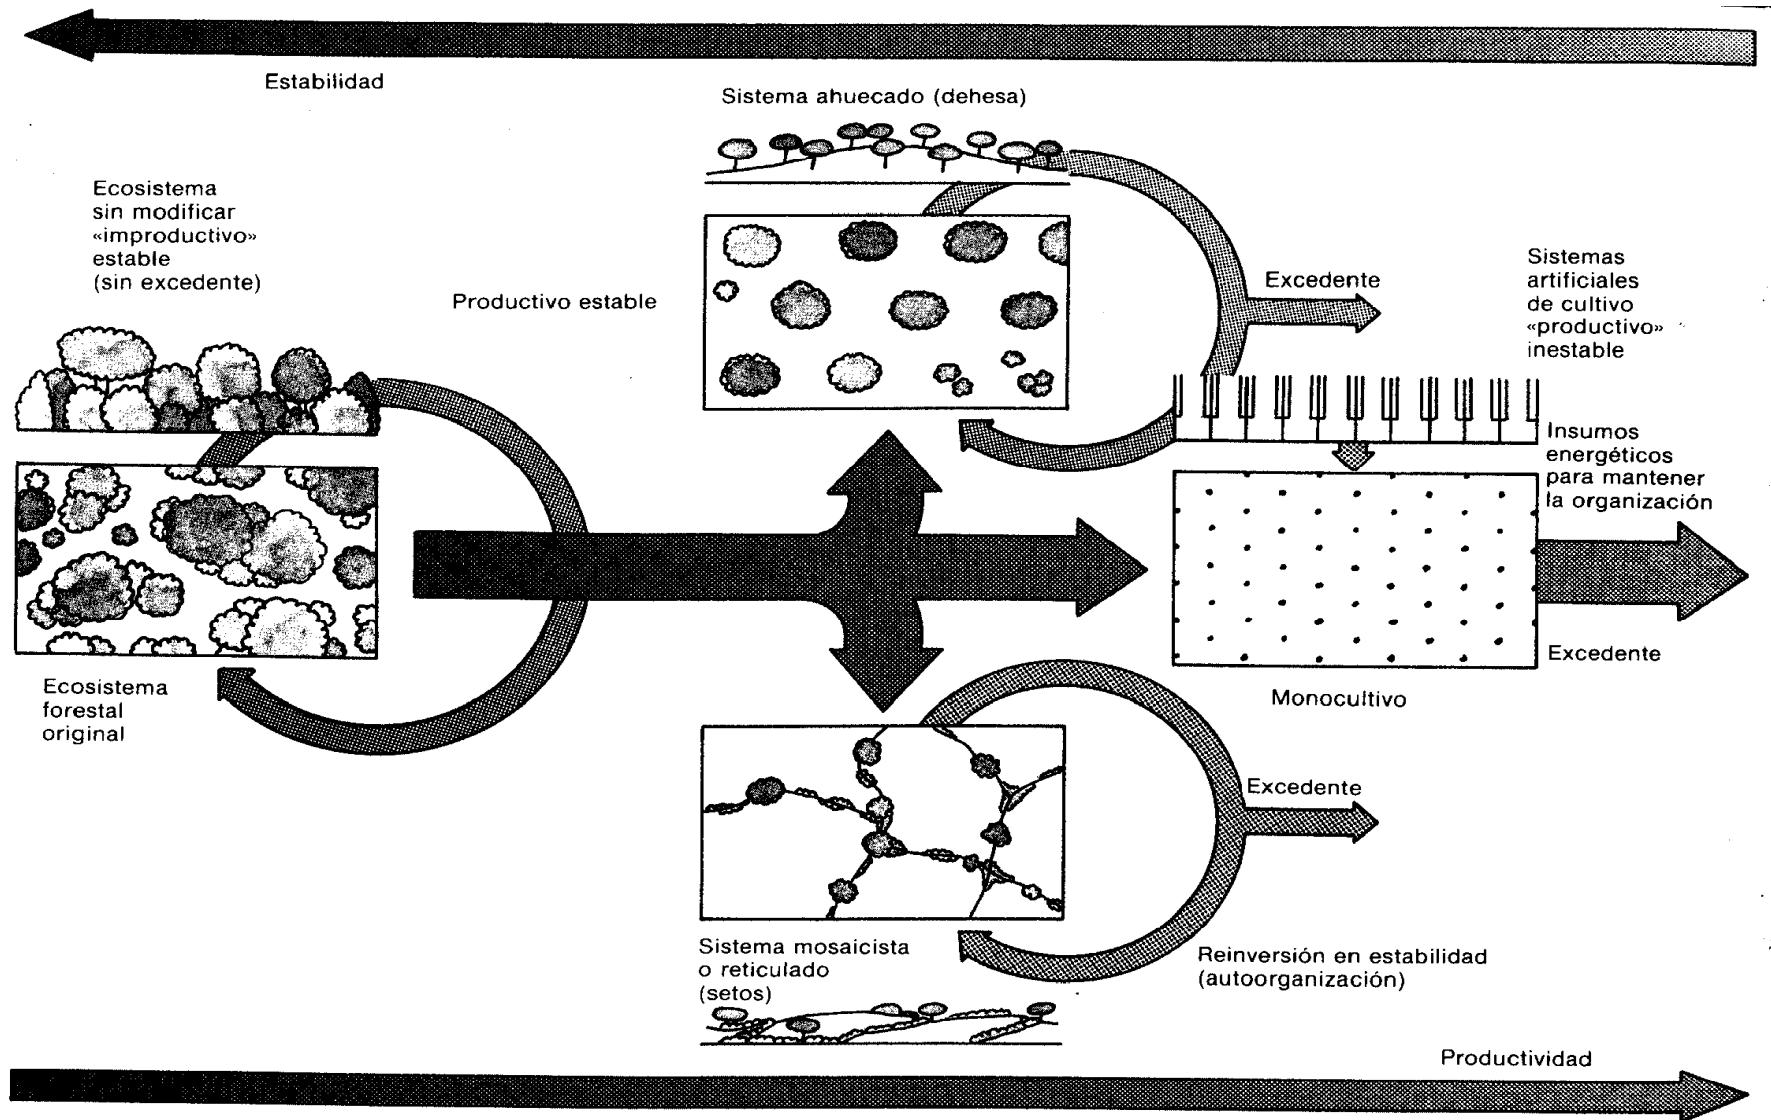 Estabilidad
Sistema ahuecado (dehesa)
Ecosistema
sin modificar
«improductivo»
estable
(sin excedente)
Productivo estable
Excedente
Sistemas
artificiales
de cultivo
«productivo»
inestable
Insumos
energéticos
para mantener
la organización
Excedente
Monocultivo
Ecosistema
forestal
original
Excedente
Sistema mosaicista
o reticulado
(setos)
Reinversión en estabilidad
(autoorganización)
Productividad